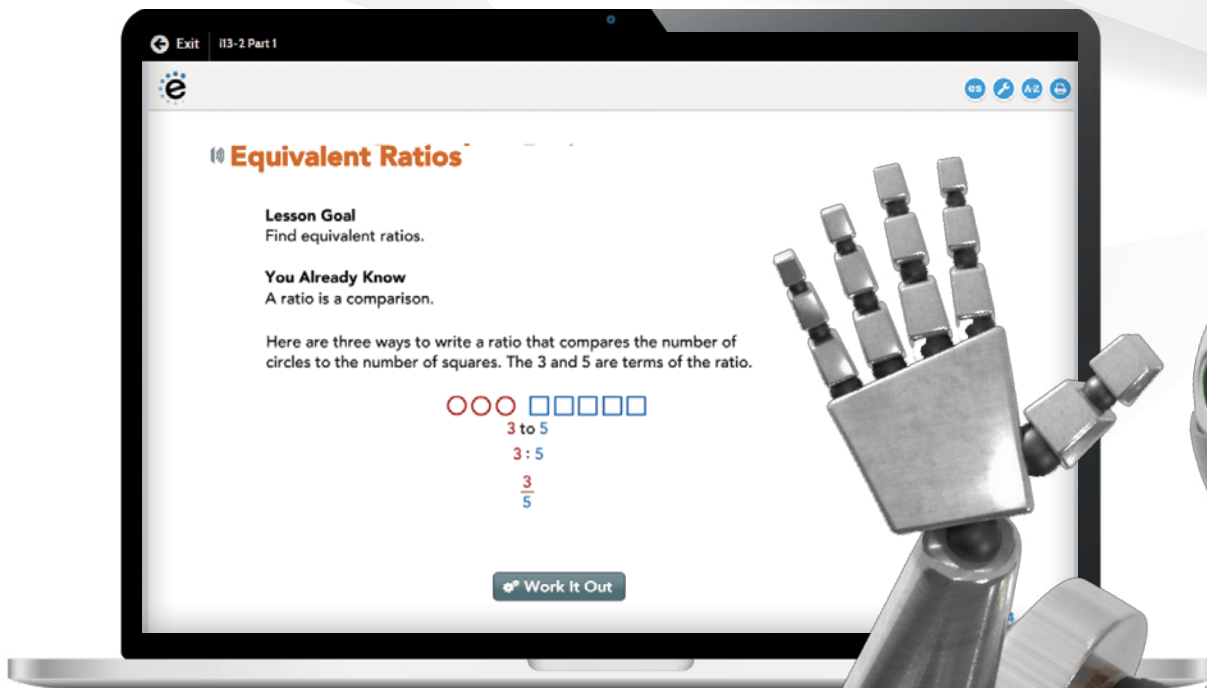 Exit i13-2 Part 1
e
es A-Z
Equivalent Ratios
Lesson Goal
Find equivalent ratios.
You Already Know
A ratio is a comparison.
Here are three ways to write a ratio that compares the number of
circles to the number of squares. The 3 and 5 are terms of the ratio.
3 to 5
3 : 5
3
5
Work It Out
4